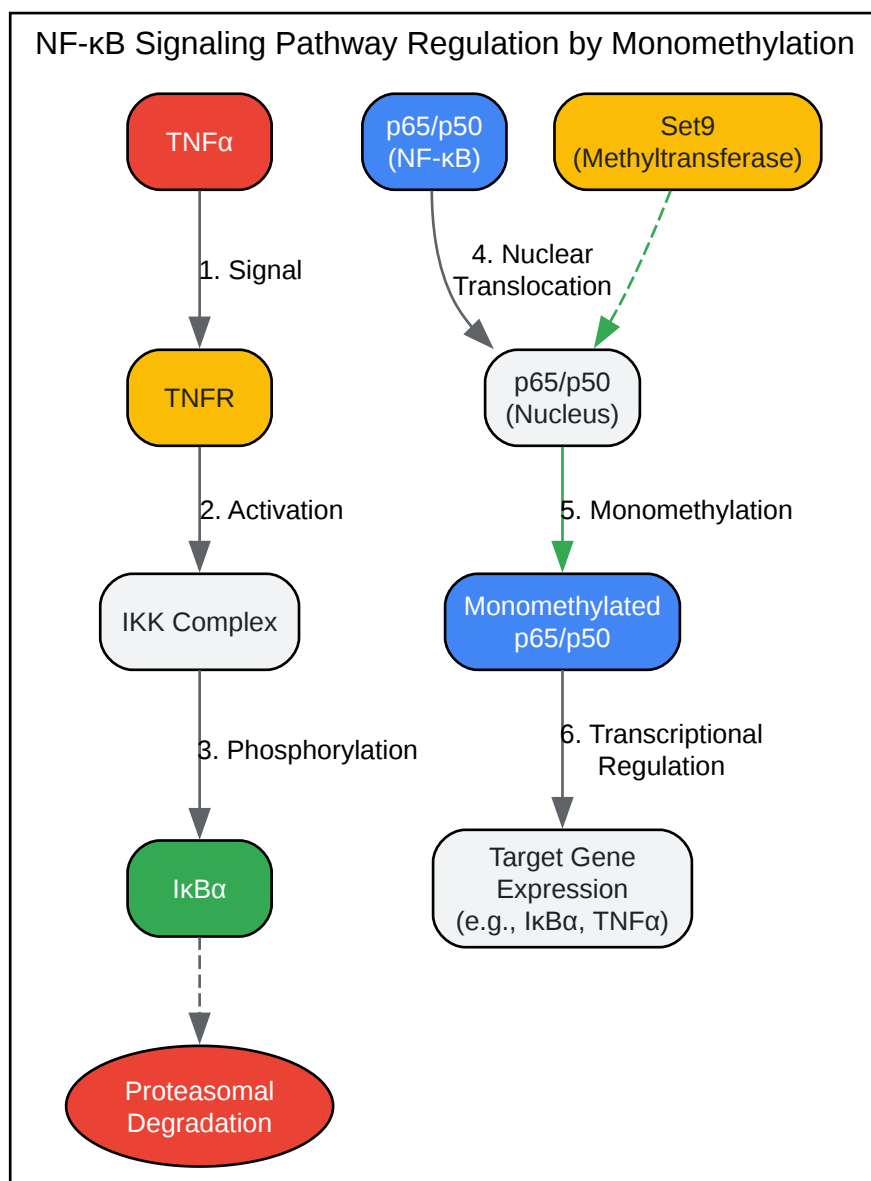 NF-κB Signaling Pathway Regulation by Monomethylation
TNFα
p65/p50
(NF-κB)
Set9
(Methyltransferase)
1. Signal
4. Nuclear
Translocation
TNFR
p65/p50
(Nucleus)
2. Activation
5. Monomethylation
IKK Complex
Monomethylated
p65/p50
3. Phosphorylation
6. Transcriptional
Regulation
IκBα
Target Gene
Expression
(e.g., IκBα, TNFα)
Proteasomal
Degradation